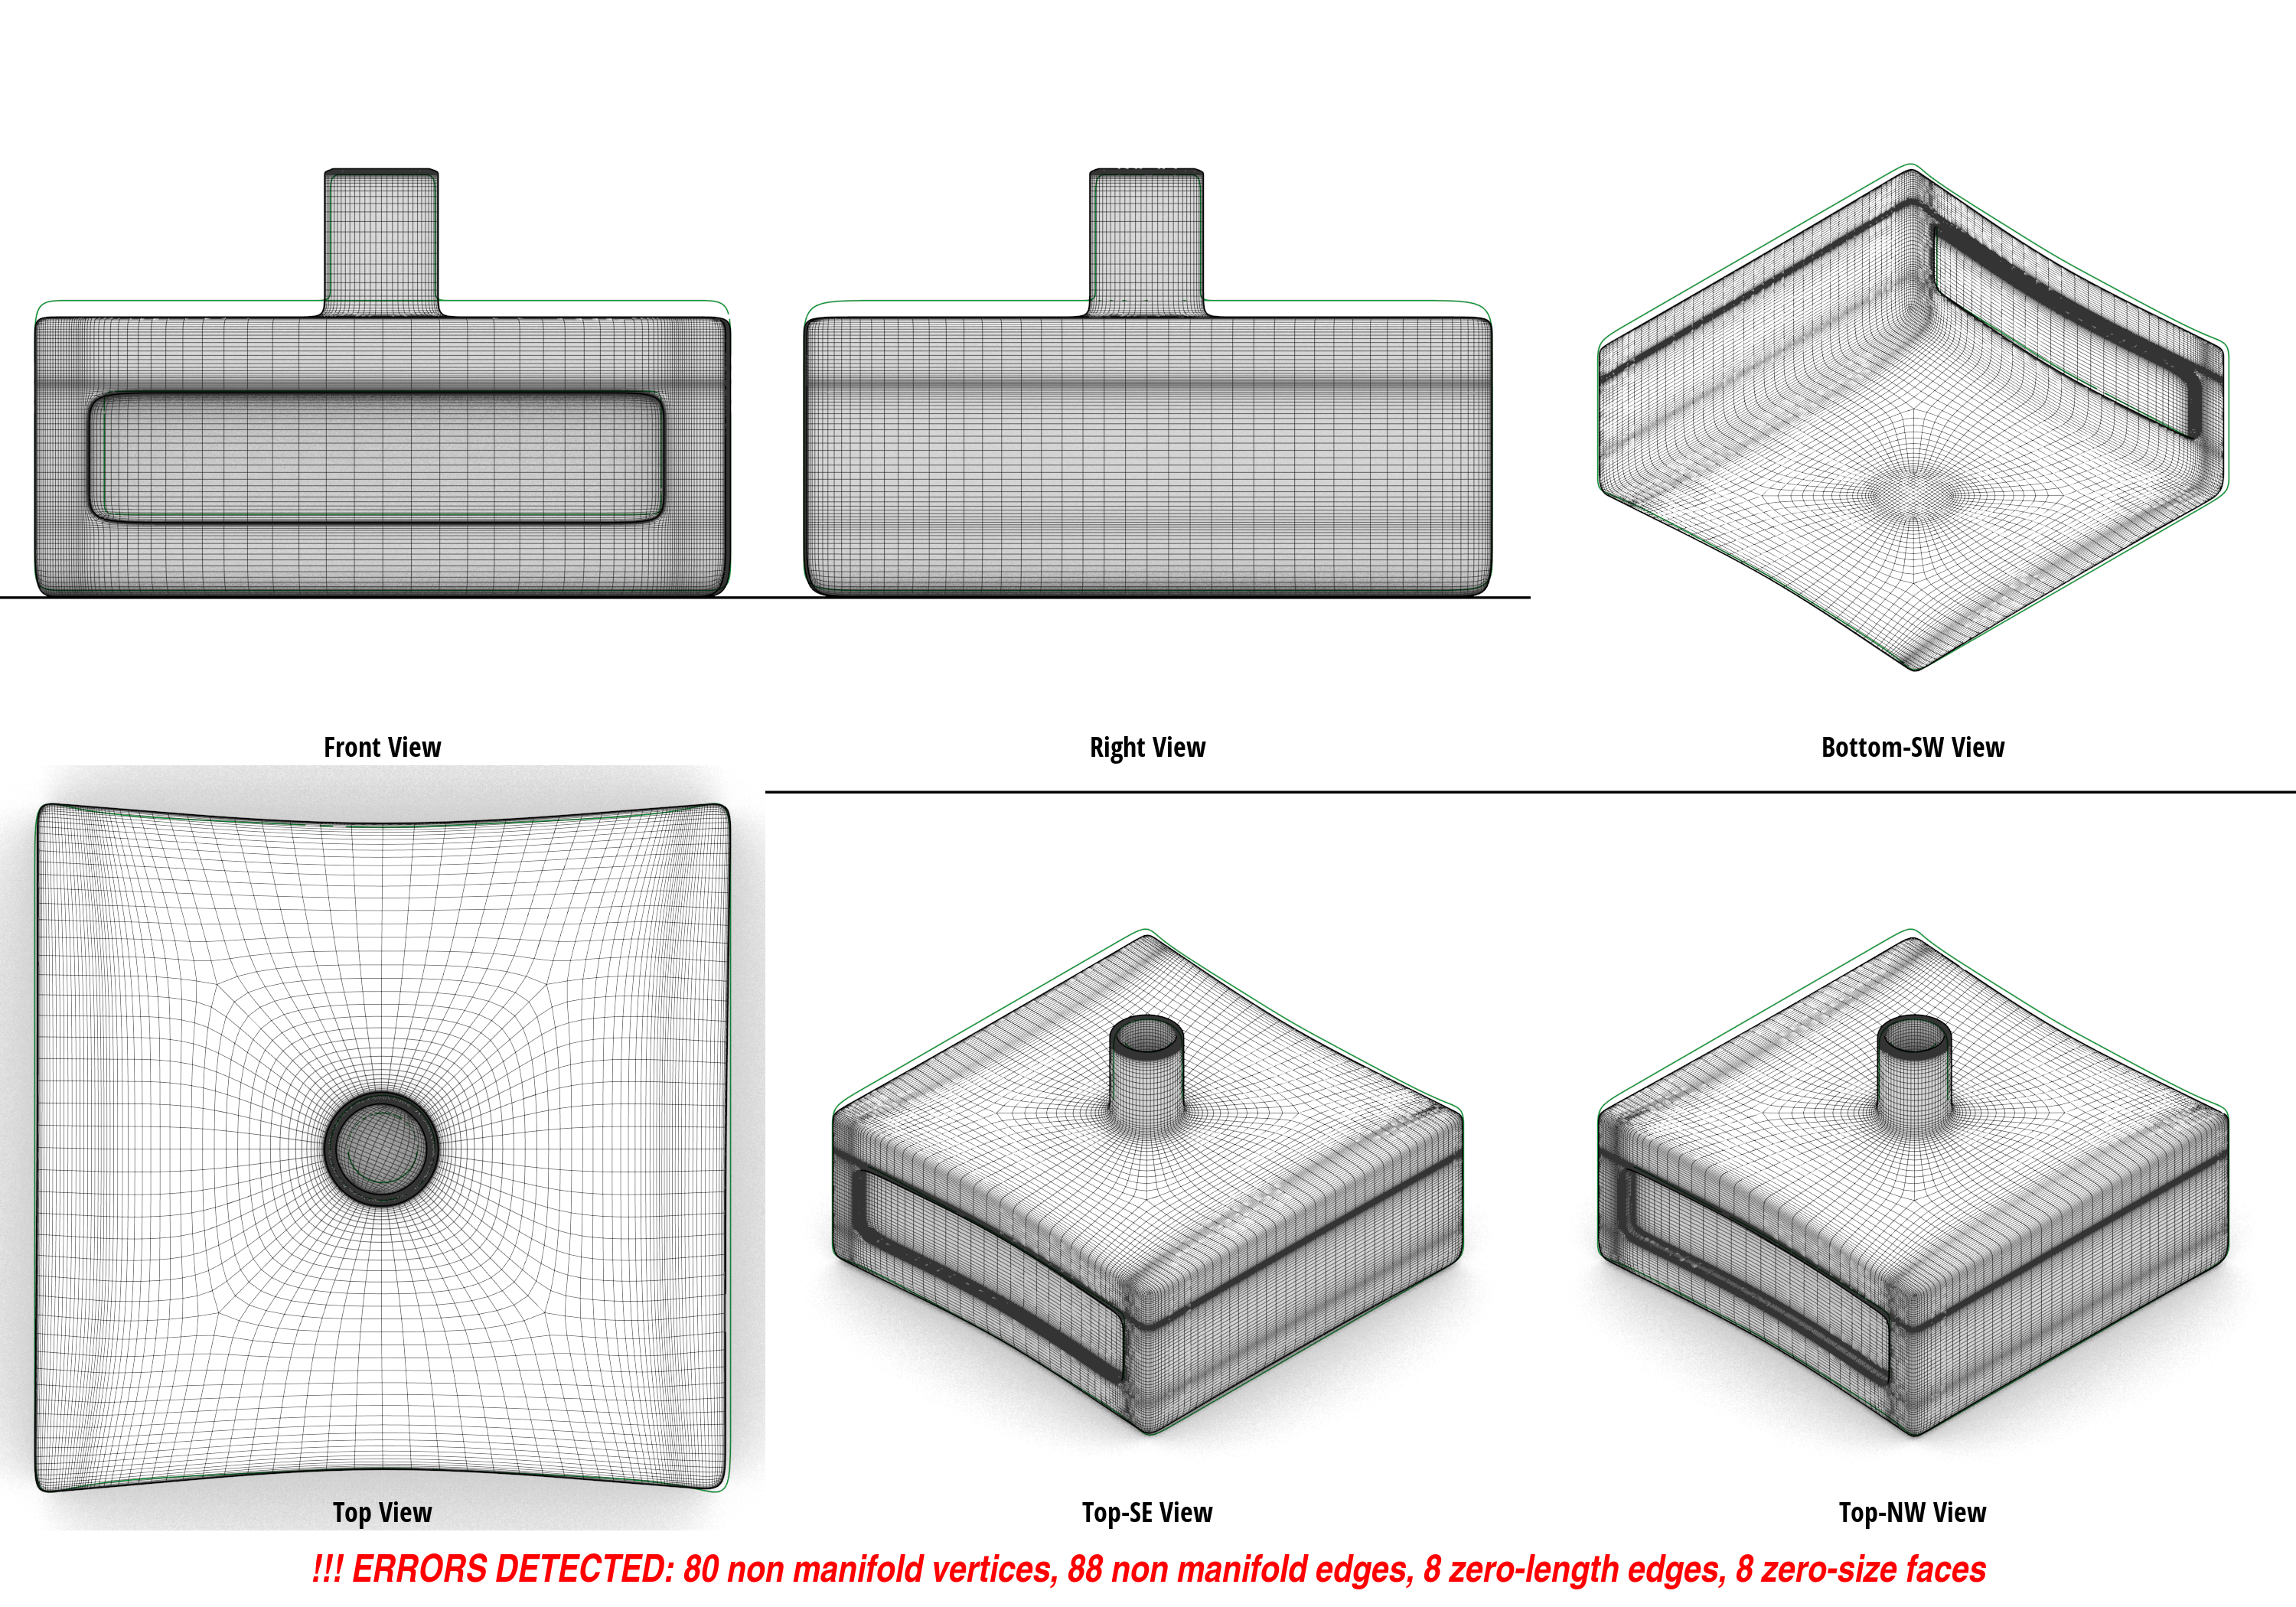 Front View
Right View
Bottom-SW View
Top View
Top-SE View
Top-NW View
!!! ERRORS DETECTED: 80 non manifold vertices, 88 non manifold edges, 8 zero-length edges, 8 zero-size faces